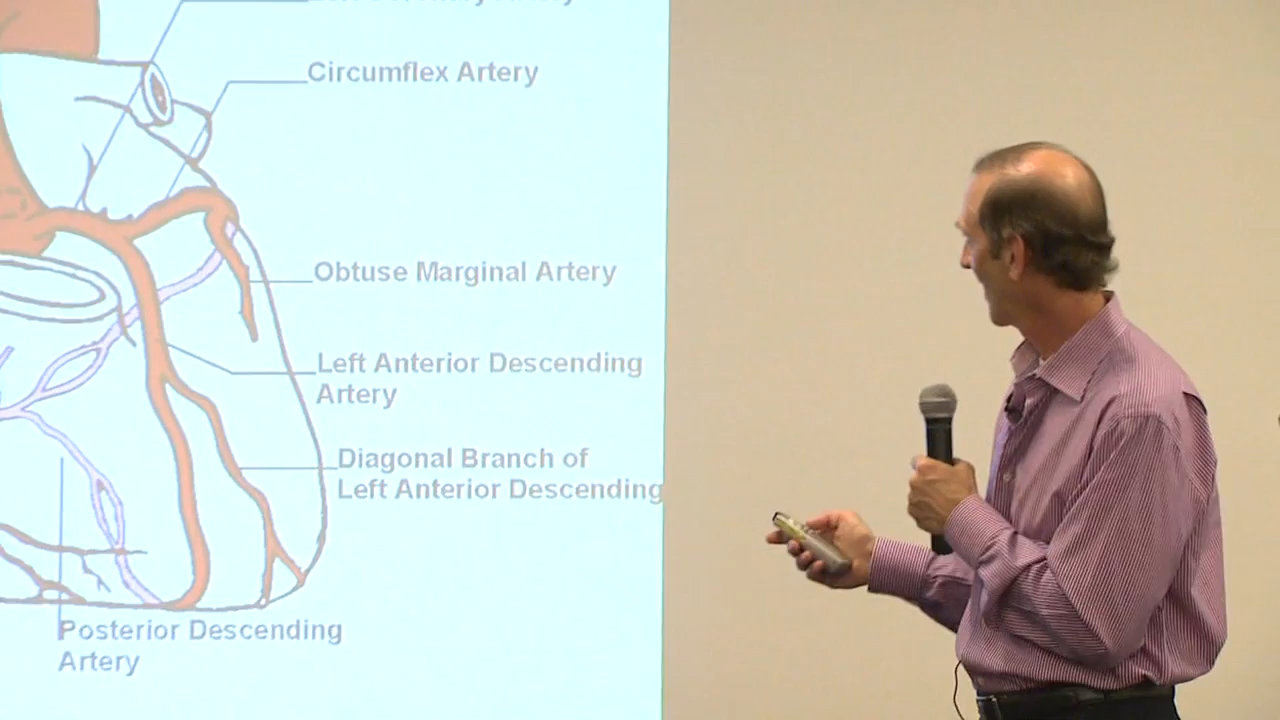 Circumflex Artery
Obtuse Marginal Artery
Left Anterior Descending
Artery
Diagonal Branch of
Left Anterior Descending
Posterior Descending
Artery